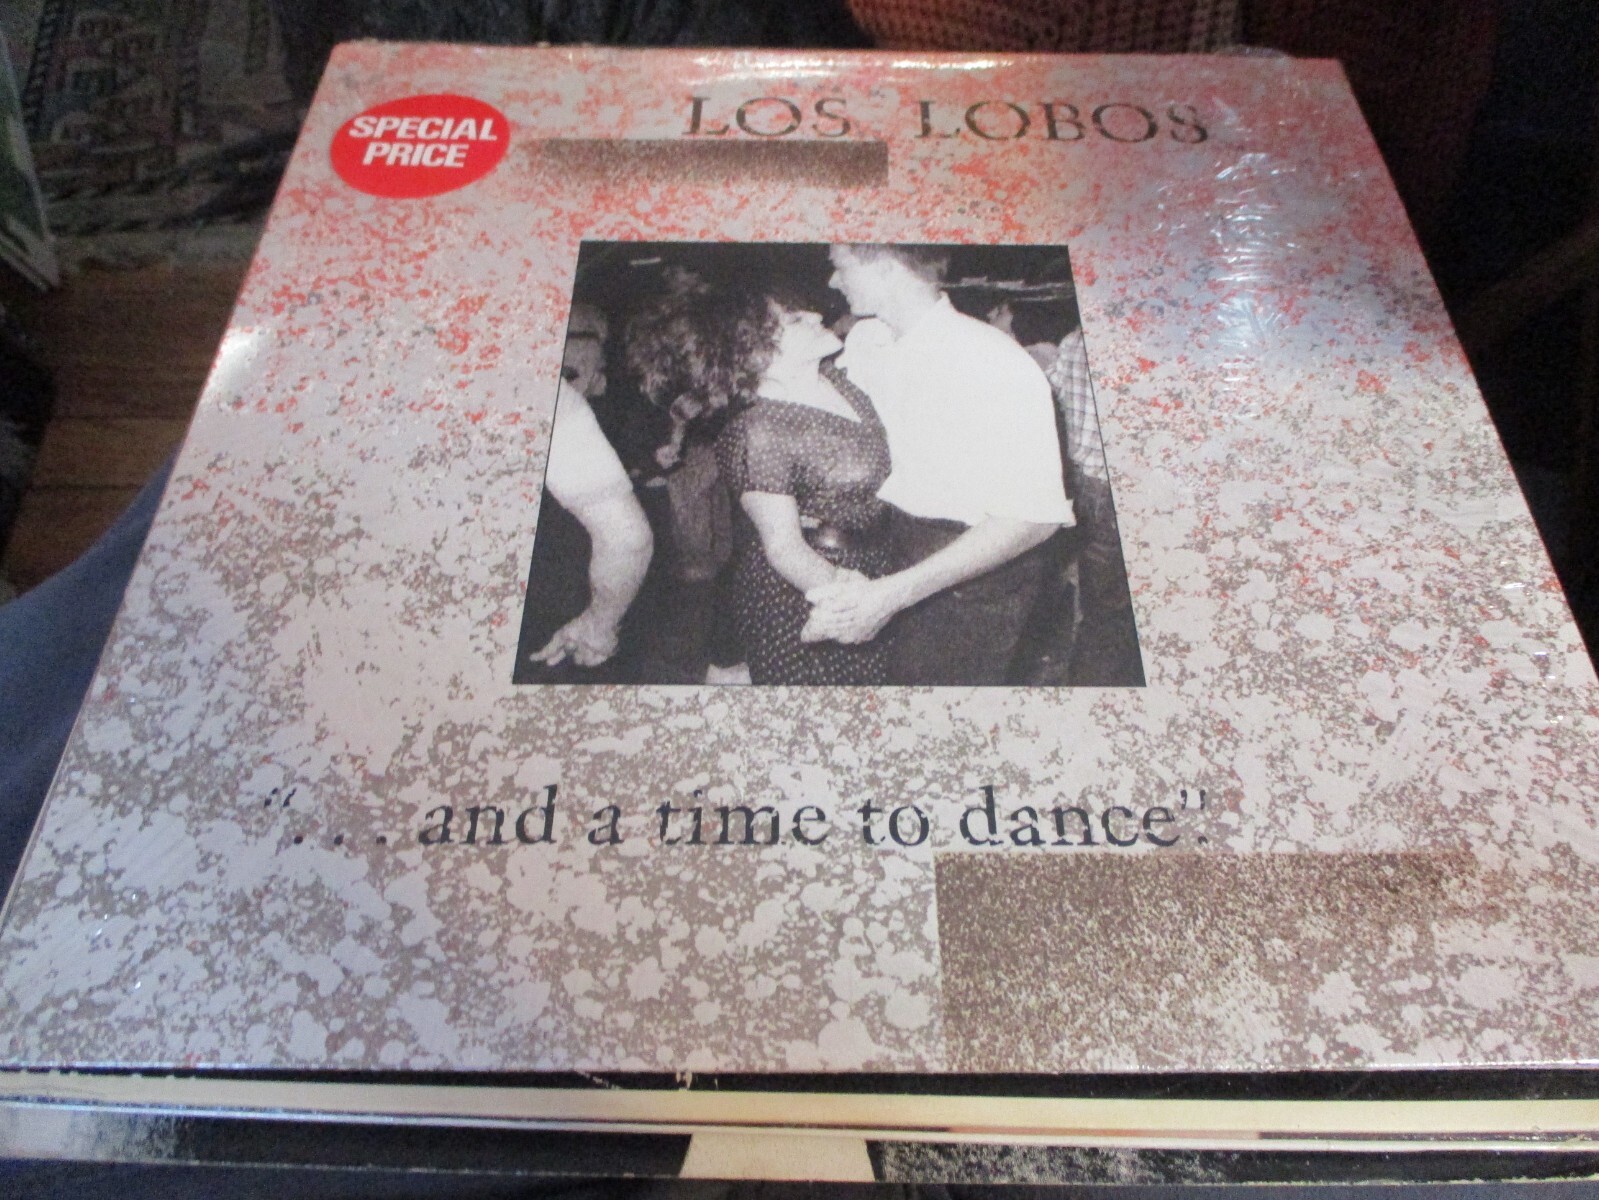 SPECIAL
PRICE
LOS LOBOS
". . . and a time to dance".